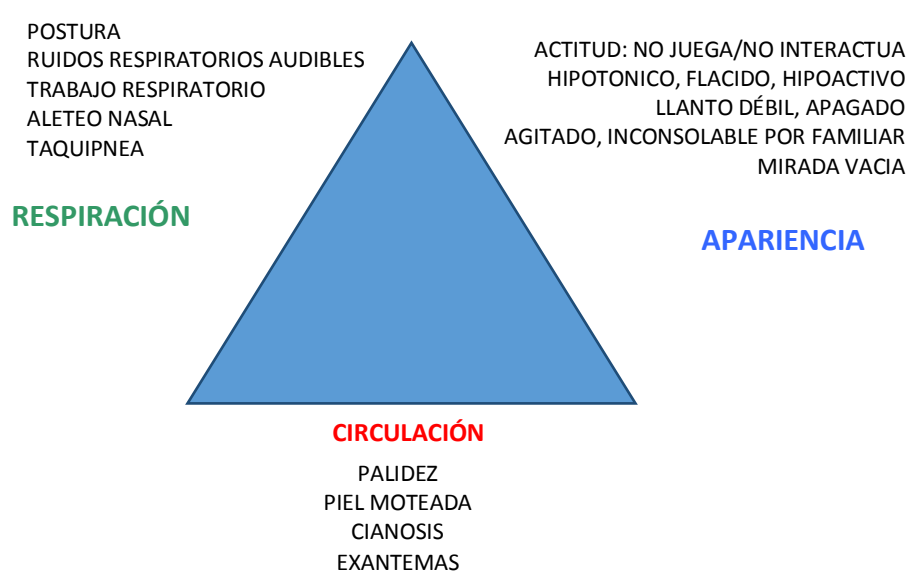 POSTURA
RUIDOS RESPIRATORIOS AUDIBLES
TRABAJO RESPIRATORIO
ALETEO NASAL
TAQUIPNEA
RESPIRACIÓN
ACTITUD: NO JUEGA/NO INTERACTUA
HIPOTONICO, FLACIDO, HIPOACTIVO
LLANTO DÉBIL, APAGADO
AGITADO, INCONSOLABLE POR FAMILIAR
MIRADA VACIA
APARIENCIA
CIRCULACIÓN
PALIDEZ
PIEL MOTEADA
CIANOSIS
EXANTEMAS